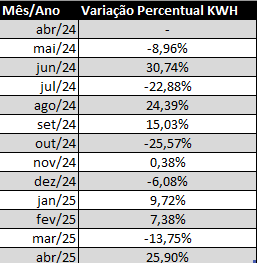 Mês/Ano Variação Percentual KWH
abr/24 -
mai/24 -8,96%
jun/24 30,74%
jul/24 -22,88%
ago/24 24,39%
set/24 15,03%
out/24 -25,57%
nov/24 0,38%
dez/24 -6,08%
jan/25 9,72%
fev/25 7,38%
mar/25 -13,75%
abr/25 25,90%